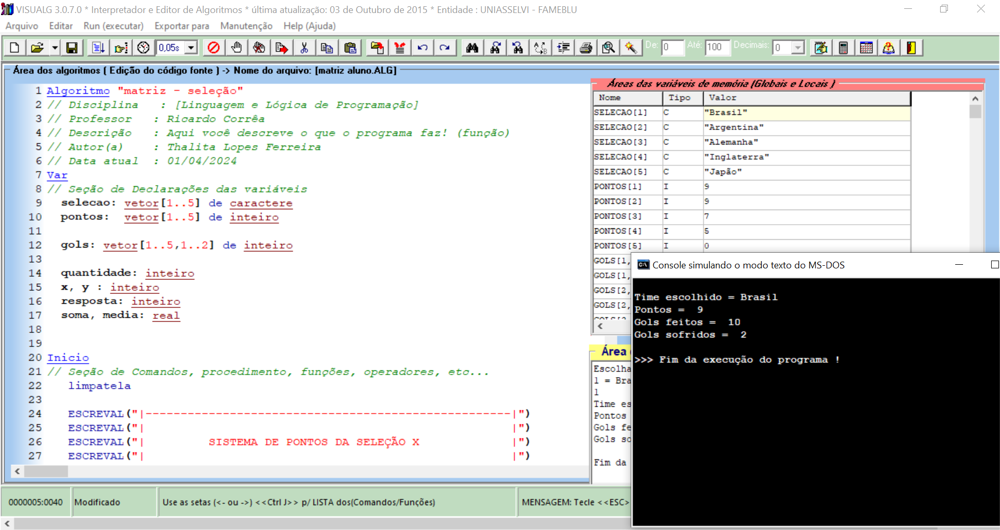 VISUALG 3.0.7.0 * Interpretador e Editor de Algoritmos * última atualização: 03 de Outubro de 2015 * Entidade : UNIASSELVI - FAMEBLU
Arquivo Editar Run (executar) Exportar para Manutenção Help (Ajuda)
0,05s De: 0 Até: 100 Decimais: 0
Área dos algoritmos ( Edição do código fonte ) -> Nome do arquivo: [matriz aluno.ALG]
1 Algoritmo "matriz - seleção"
2 // Disciplina : [Linguagem e Lógica de Programação]
3 // Professor : Ricardo Corrêa
4 // Descrição : Aqui você descreve o que o programa faz! (função)
5 // Autor(a) : Thalita Lopes Ferreira
6 // Data atual : 01/04/2024
7 Var
8 // Seção de Declarações das variáveis
9 selecao: vetor[1..5] de caractere
10 pontos: vetor[1..5] de inteiro
11
12 gols: vetor[1..5,1..2] de inteiro
13
14 quantidade: inteiro
15 x, y : inteiro
16 resposta: inteiro
17 soma, media: real
18
19
20 Inicio
21 // Seção de Comandos, procedimento, funções, operadores, etc...
22 limpatela
23
24 ESCREVAL("|----------------------------------------------------|")
25 ESCREVAL("| |")
26 ESCREVAL("| SISTEMA DE PONTOS DA SELEÇÃO X |")
27 ESCREVAL("| |")
Áreas das variáveis de memória (Globais e Locais )
Nome Tipo Valor
SELECAO[1] C "Brasil"
SELECAO[2] C "Argentina"
SELECAO[3] C "Alemanha"
SELECAO[4] C "Inglaterra"
SELECAO[5] C "Japão"
PONTOS[1] I 9
PONTOS[2] I 9
PONTOS[3] I 7
PONTOS[4] I 5
PONTOS[5] I 0
GOLS[1,
GOLS[1,
GOLS[2,
GOLS[2,
Área
Escolha
1 = Bra
1
Time es
Pontos
Gols fe
Gols so
Fim da
Console simulando o modo texto do MS-DOS
Time escolhido = Brasil
Pontos = 9
Gols feitos = 10
Gols sofridos = 2
>>> Fim da execução do programa !
0000005:0040 Modificado Use as setas (<- ou ->) <<Ctrl J>> p/ LISTA dos(Comandos/Funções) MENSAGEM: Tecle <<ESC>